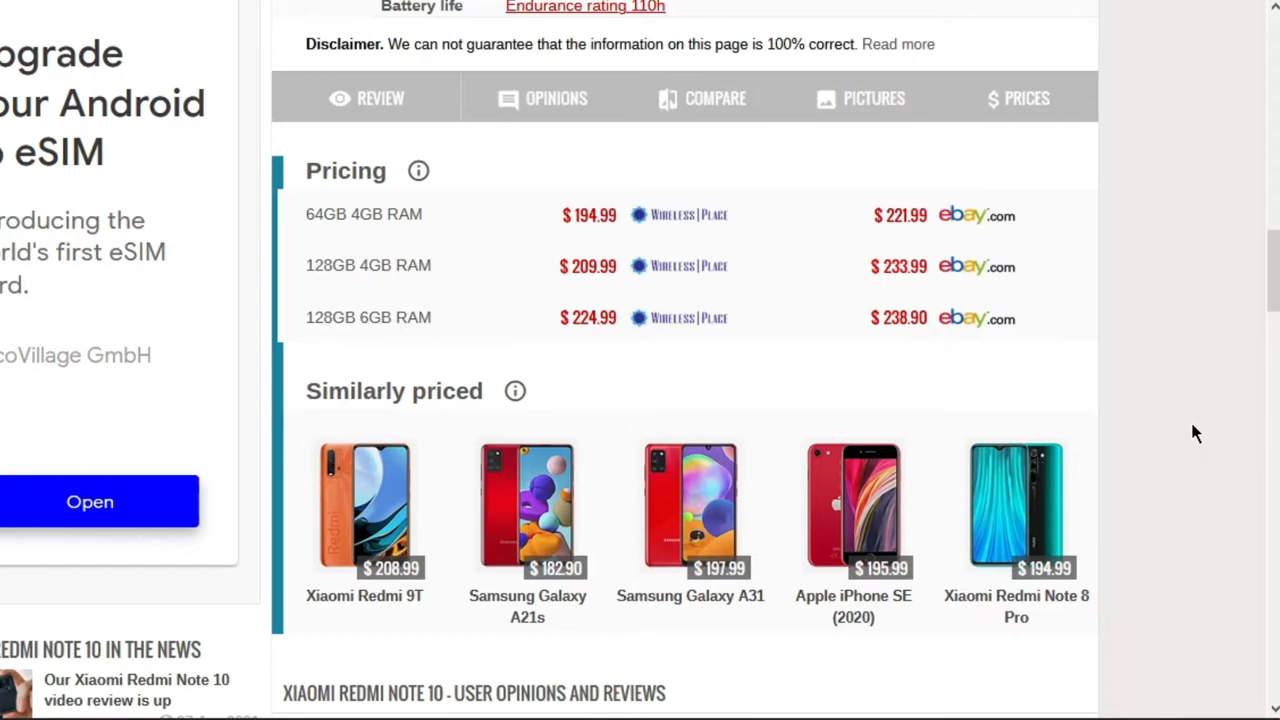 Battery life Endurance rating 110h
Disclaimer. We can not guarantee that the information on this page is 100% correct. Read more
REVIEW OPINIONS COMPARE PICTURES $ PRICES
pgrade
our Android
o eSIM
roducing the
rld's first eSIM
rd.
coVillage GmbH
Open
Pricing
64GB 4GB RAM $ 194.99 WIRELESS|PLACE $ 221.99 ebay.com
128GB 4GB RAM $ 209.99 WIRELESS|PLACE $ 233.99 ebay.com
128GB 6GB RAM $ 224.99 WIRELESS|PLACE $ 238.90 ebay.com
Similarly priced
Redmi SAMSUNG
$ 208.99 $ 182.90 $ 197.99 $ 195.99 $ 194.99
Xiaomi Redmi 9T Samsung Galaxy A21s Samsung Galaxy A31 Apple iPhone SE (2020) Xiaomi Redmi Note 8 Pro
EDMI NOTE 10 IN THE NEWS
Our Xiaomi Redmi Note 10
video review is up
XIAOMI REDMI NOTE 10 - USER OPINIONS AND REVIEWS